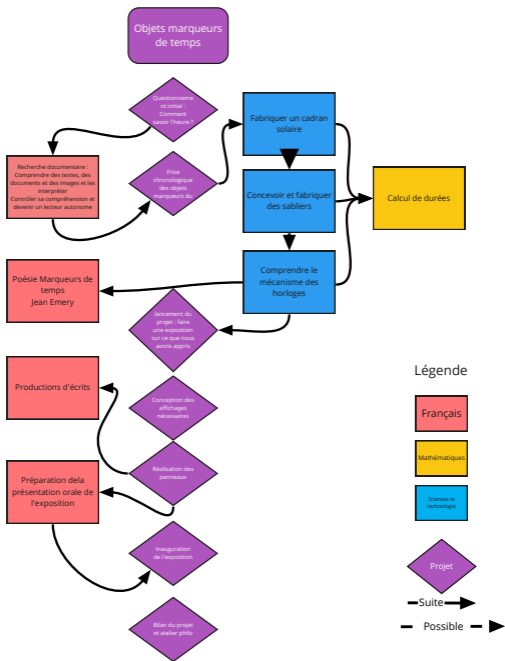 Objets marqueurs
de temps
Questionneme
nt initial :
Comment
savoir l'heure ?
Fabriquer un cadran
solaire
Recherche documentaire :
Comprendre des textes, des
documents et des images et les
interpréter
Contrôler sa compréhension et
devenir un lecteur autonome
Frise
chronologique
des objets
marqueurs du
Concevoir et fabriquer
des sabliers
Calcul de durées
Comprendre le
mécanisme des
horloges
Poésie Marqueurs de
temps
Jean Emery
lancement du
projet : faire
une exposition
sur ce que nous
avons appris
Productions d'écrits
Conception des
affichages
nécessaires
Réalisation des
panneaux
Préparation dela
présentation orale de
l'exposition
Inauguration
de l'exposition
Bilan du projet
et atelier philo
Légende
Français
Mathématiques
Sciences et
technologie
Projet
Suite
Possible